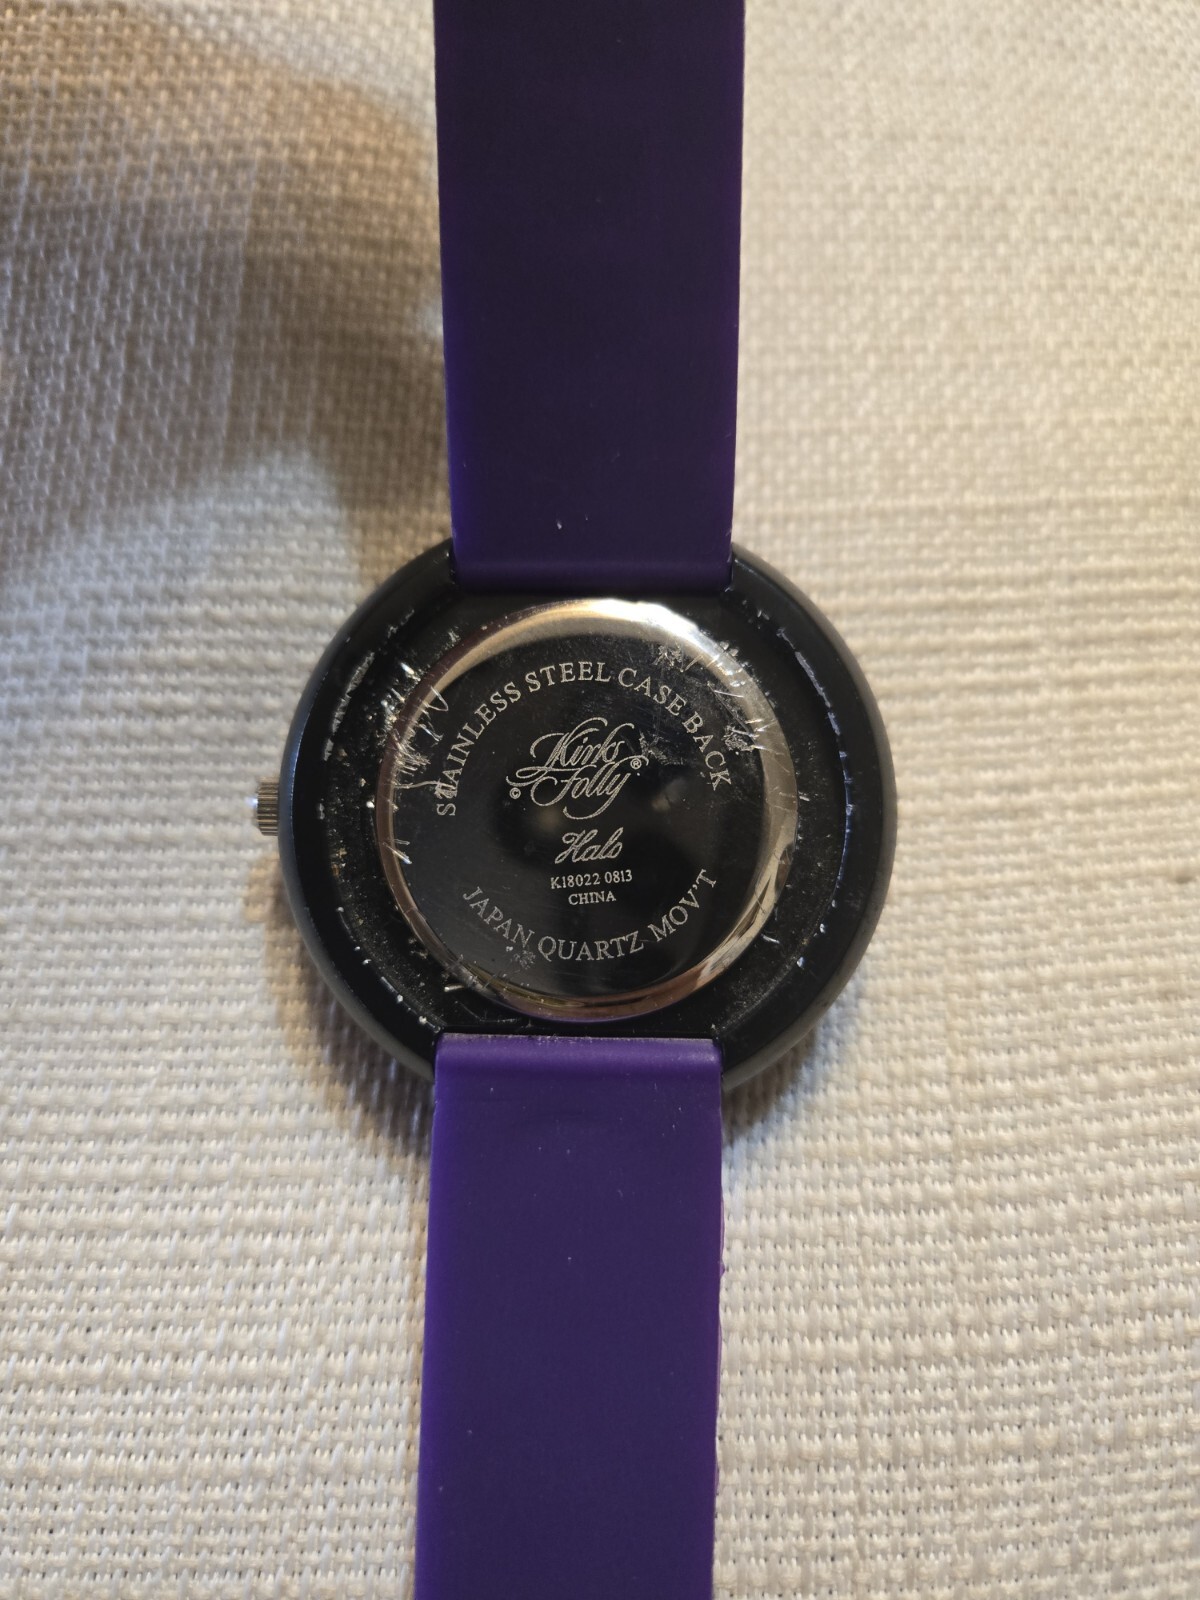 STAINLESS STEEL CASE BACK
Kirks
© Folly ®
Halo
K18022 0813
CHINA
JAPAN QUARTZ MOV'T